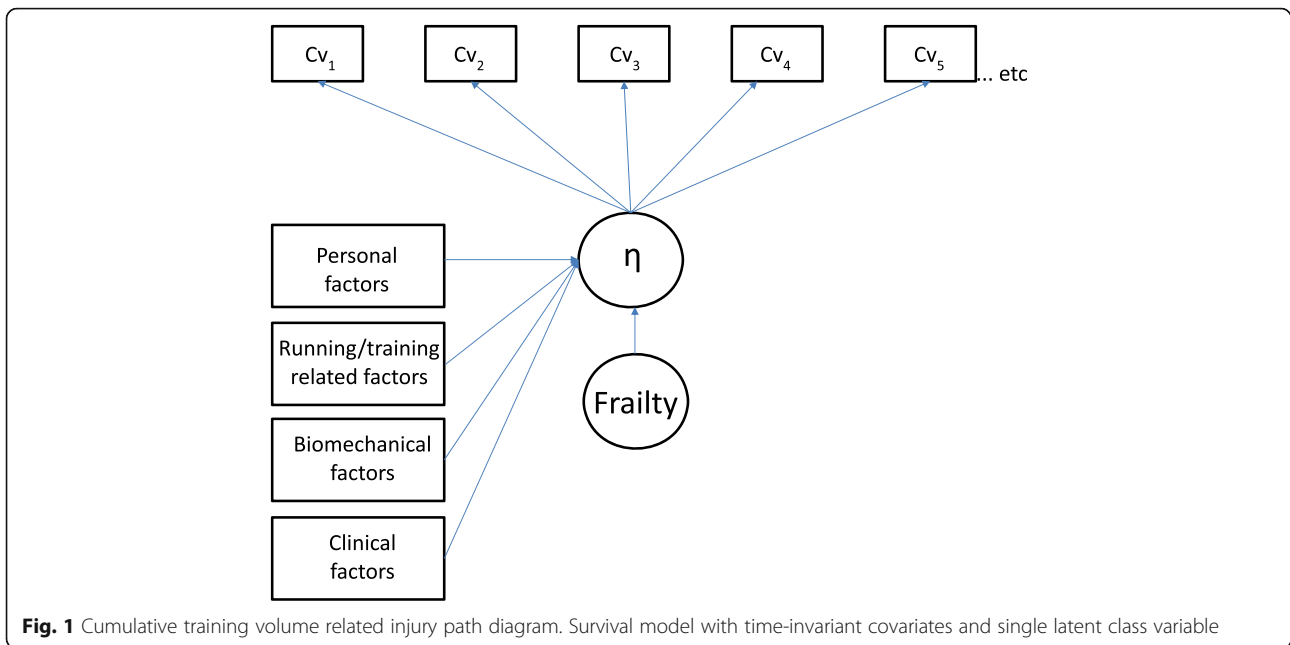 Cv₁ Cv₂ Cv₃ Cv₄ Cv₅ ... etc
Personal
factors
η
Running/training
related factors
Frailty
Biomechanical
factors
Clinical
factors
Fig. 1 Cumulative training volume related injury path diagram. Survival model with time-invariant covariates and single latent class variable